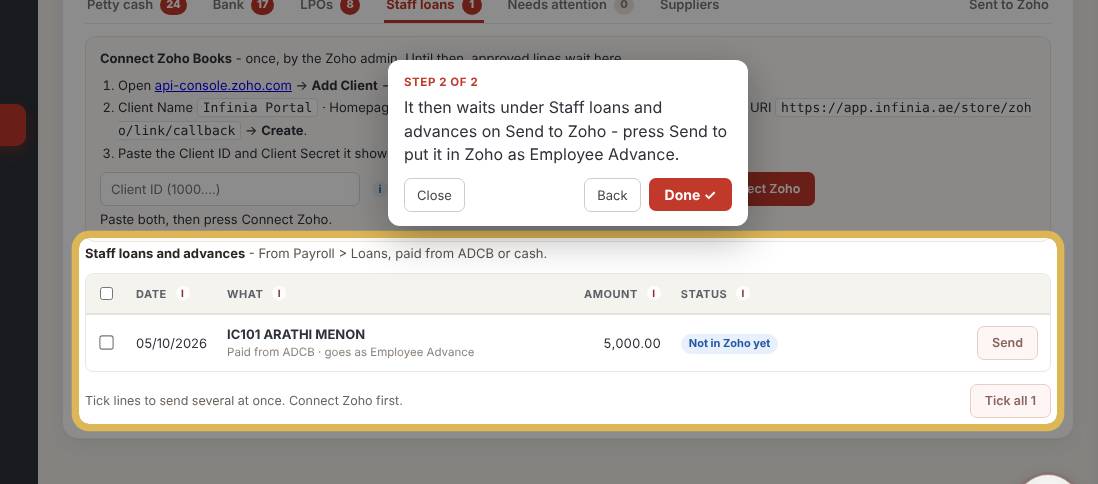 Petty cash 24 Bank 17 LPOs 8 Staff loans 1 Needs attention 0 Suppliers Sent to Zoho
Connect Zoho Books - once, by the Zoho admin. Until then, approved lines wait here.
1. Open api-console.zoho.com → Add Client
2. Client Name Infinia Portal · Homepag URI https://app.infinia.ae/store/zoh
o/link/callback → Create.
3. Paste the Client ID and Client Secret it show
Client ID (1000....) i ect Zoho
Paste both, then press Connect Zoho.
STEP 2 OF 2
It then waits under Staff loans and
advances on Send to Zoho - press Send to
put it in Zoho as Employee Advance.
Close Back Done ✓
Staff loans and advances - From Payroll > Loans, paid from ADCB or cash.
DATE I WHAT I AMOUNT I STATUS I
05/10/2026 IC101 ARATHI MENON 5,000.00 Not in Zoho yet Send
Paid from ADCB · goes as Employee Advance
Tick lines to send several at once. Connect Zoho first. Tick all 1